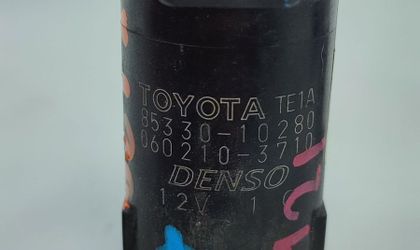 TOYOTA TE1A
85330-10280
060210-3710
DENSO
12V